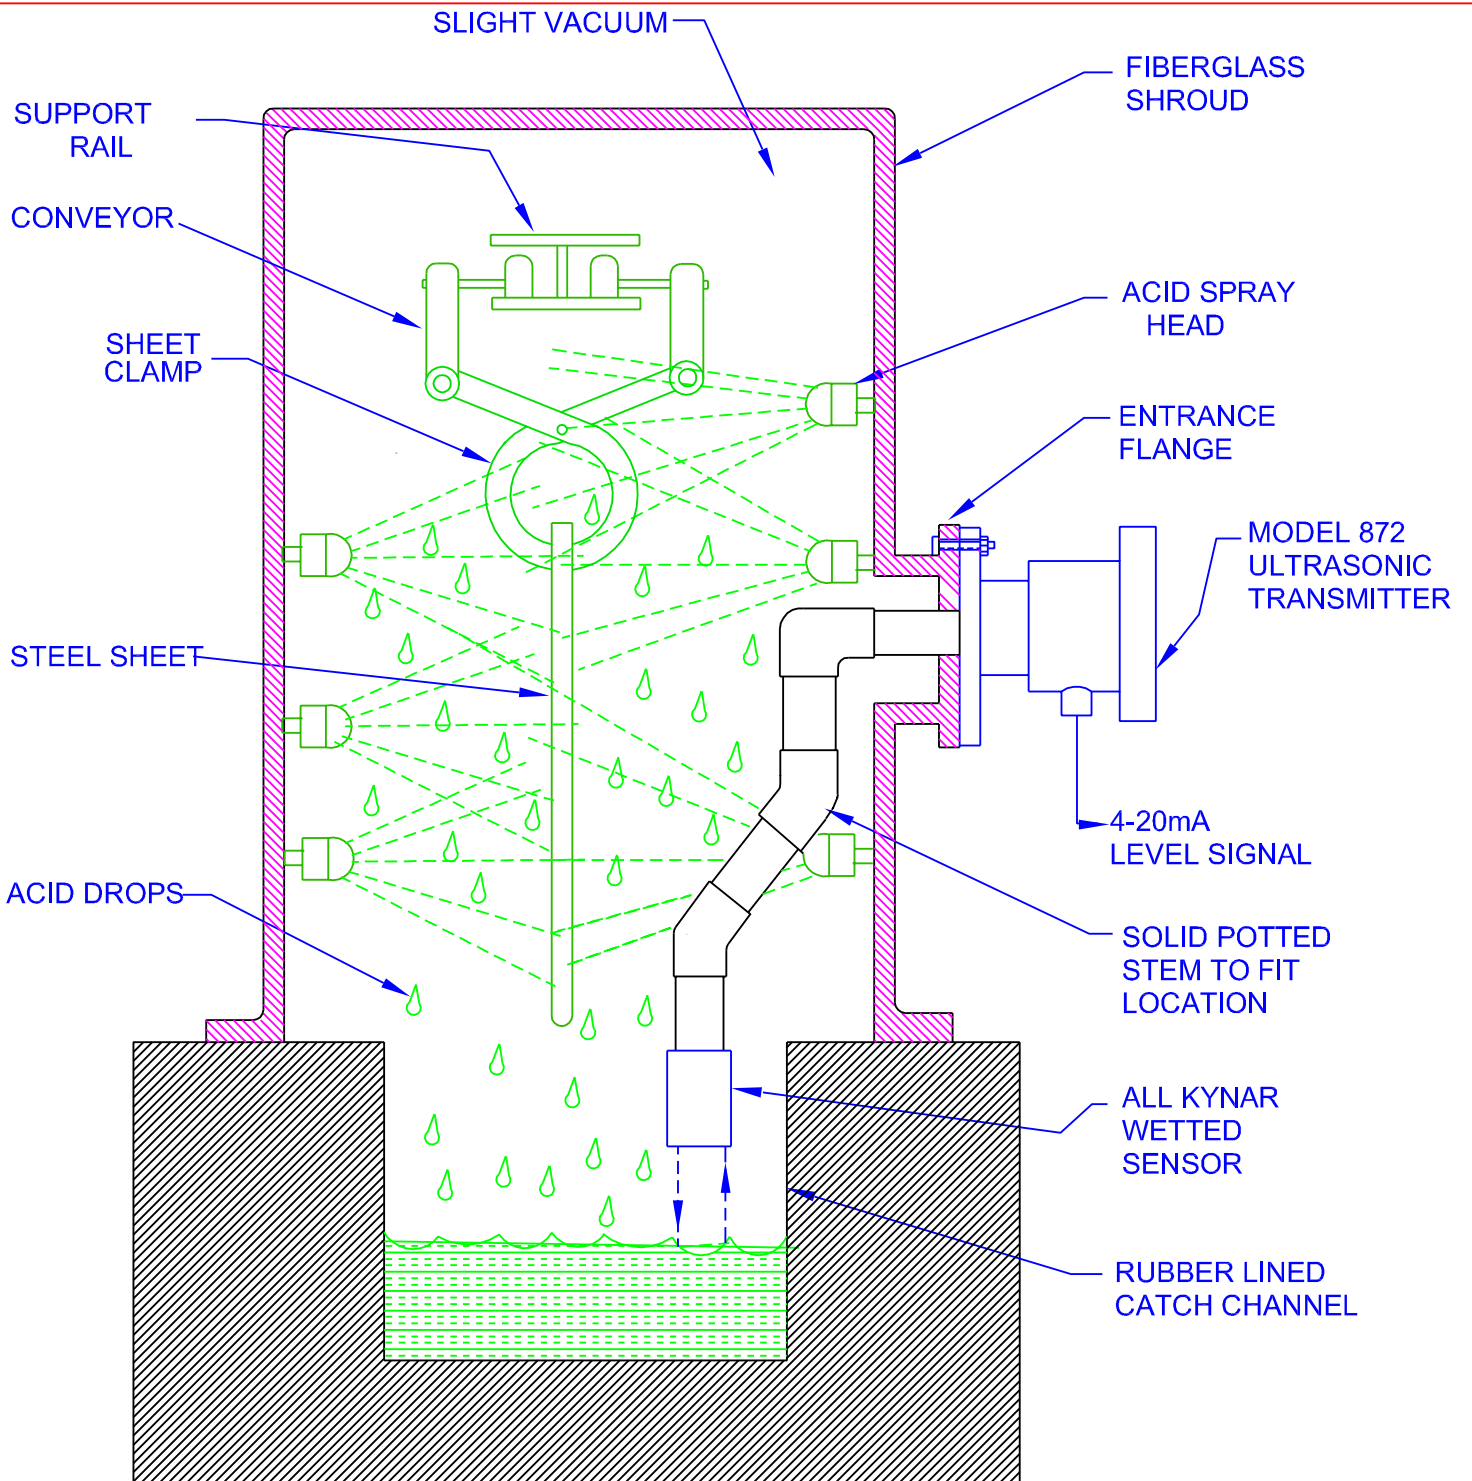 SLIGHT VACUUM
FIBERGLASS
SHROUD
SUPPORT
RAIL
CONVEYOR
ACID SPRAY
HEAD
SHEET
CLAMP
ENTRANCE
FLANGE
MODEL 872
ULTRASONIC
TRANSMITTER
STEEL SHEET
4-20mA
LEVEL SIGNAL
ACID DROPS
SOLID POTTED
STEM TO FIT
LOCATION
ALL KYNAR
WETTED
SENSOR
RUBBER LINED
CATCH CHANNEL